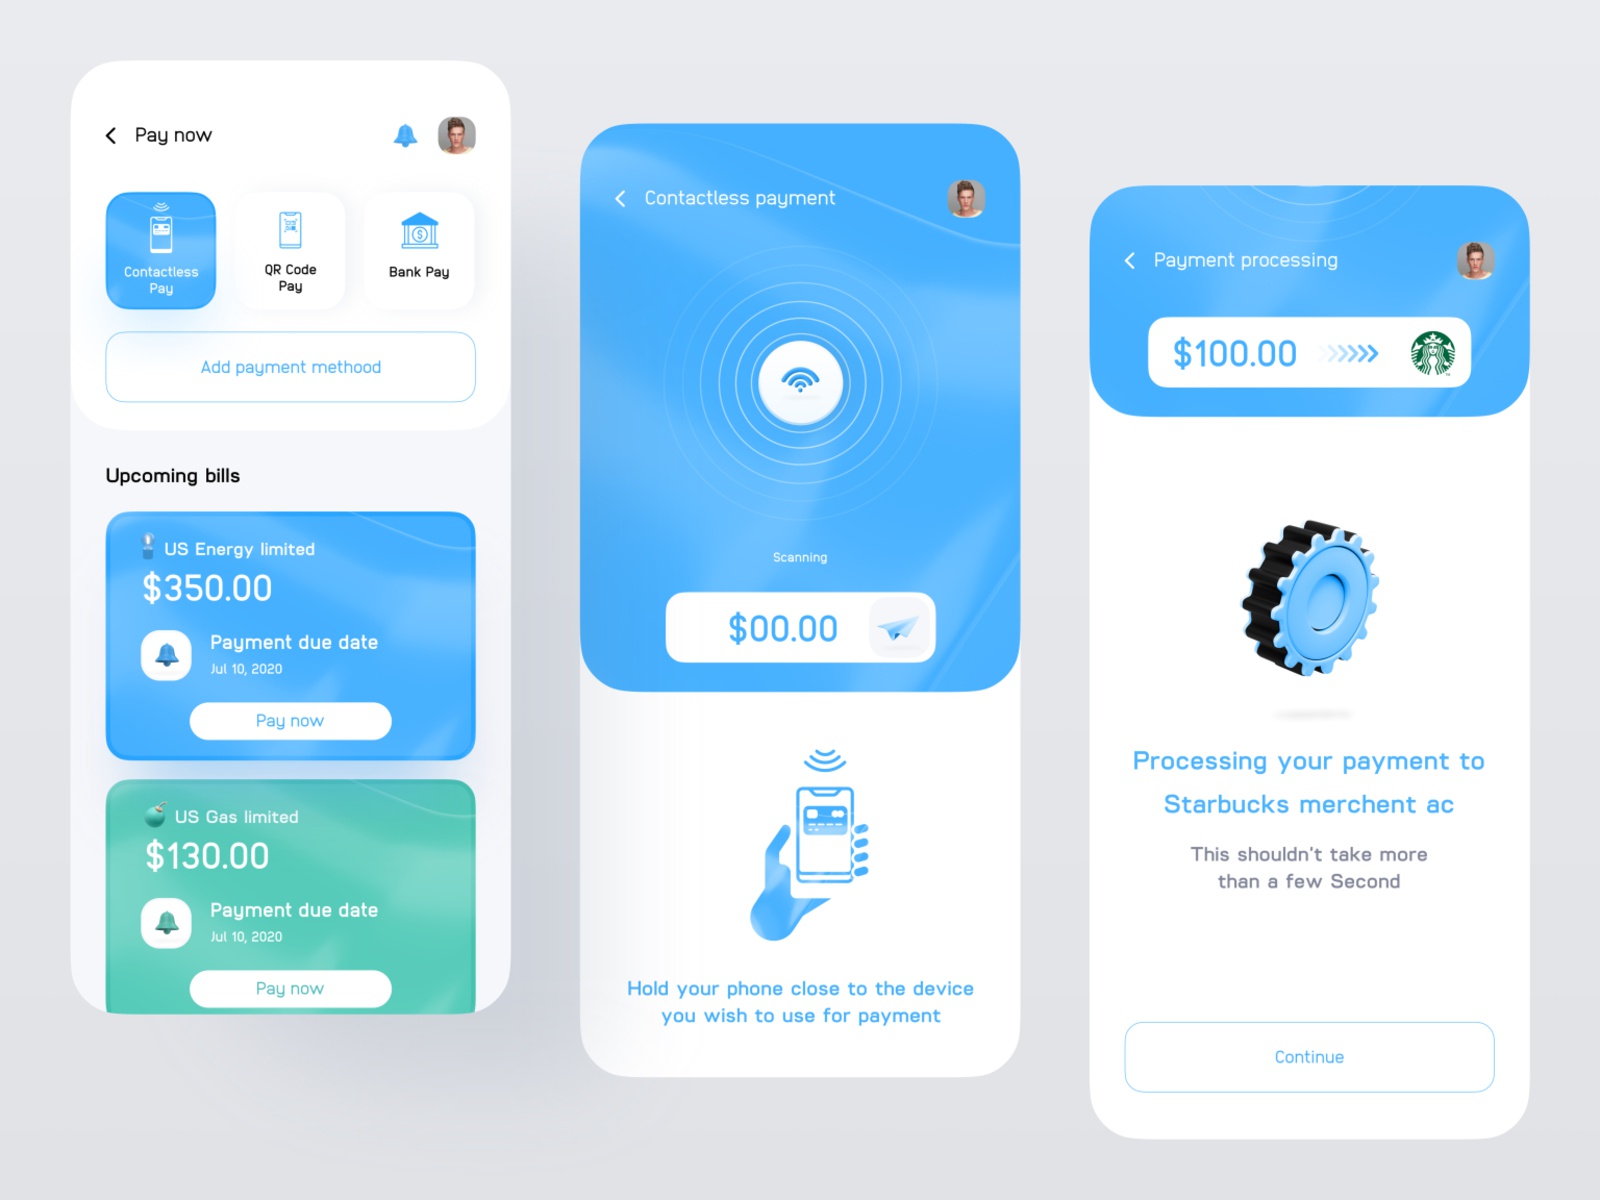 Pay now
Contactless
Pay
QR Code
Pay
Bank Pay
Add payment methood
Upcoming bills
US Energy limited
$350.00
Payment due date
Jul 10, 2020
Pay now
US Gas limited
$130.00
Payment due date
Jul 10, 2020
Pay now
Contactless payment
Scanning
$00.00
Hold your phone close to the device
you wish to use for payment
Payment processing
$100.00
Processing your payment to
Starbucks merchent ac
This shouldn't take more
than a few Second
Continue